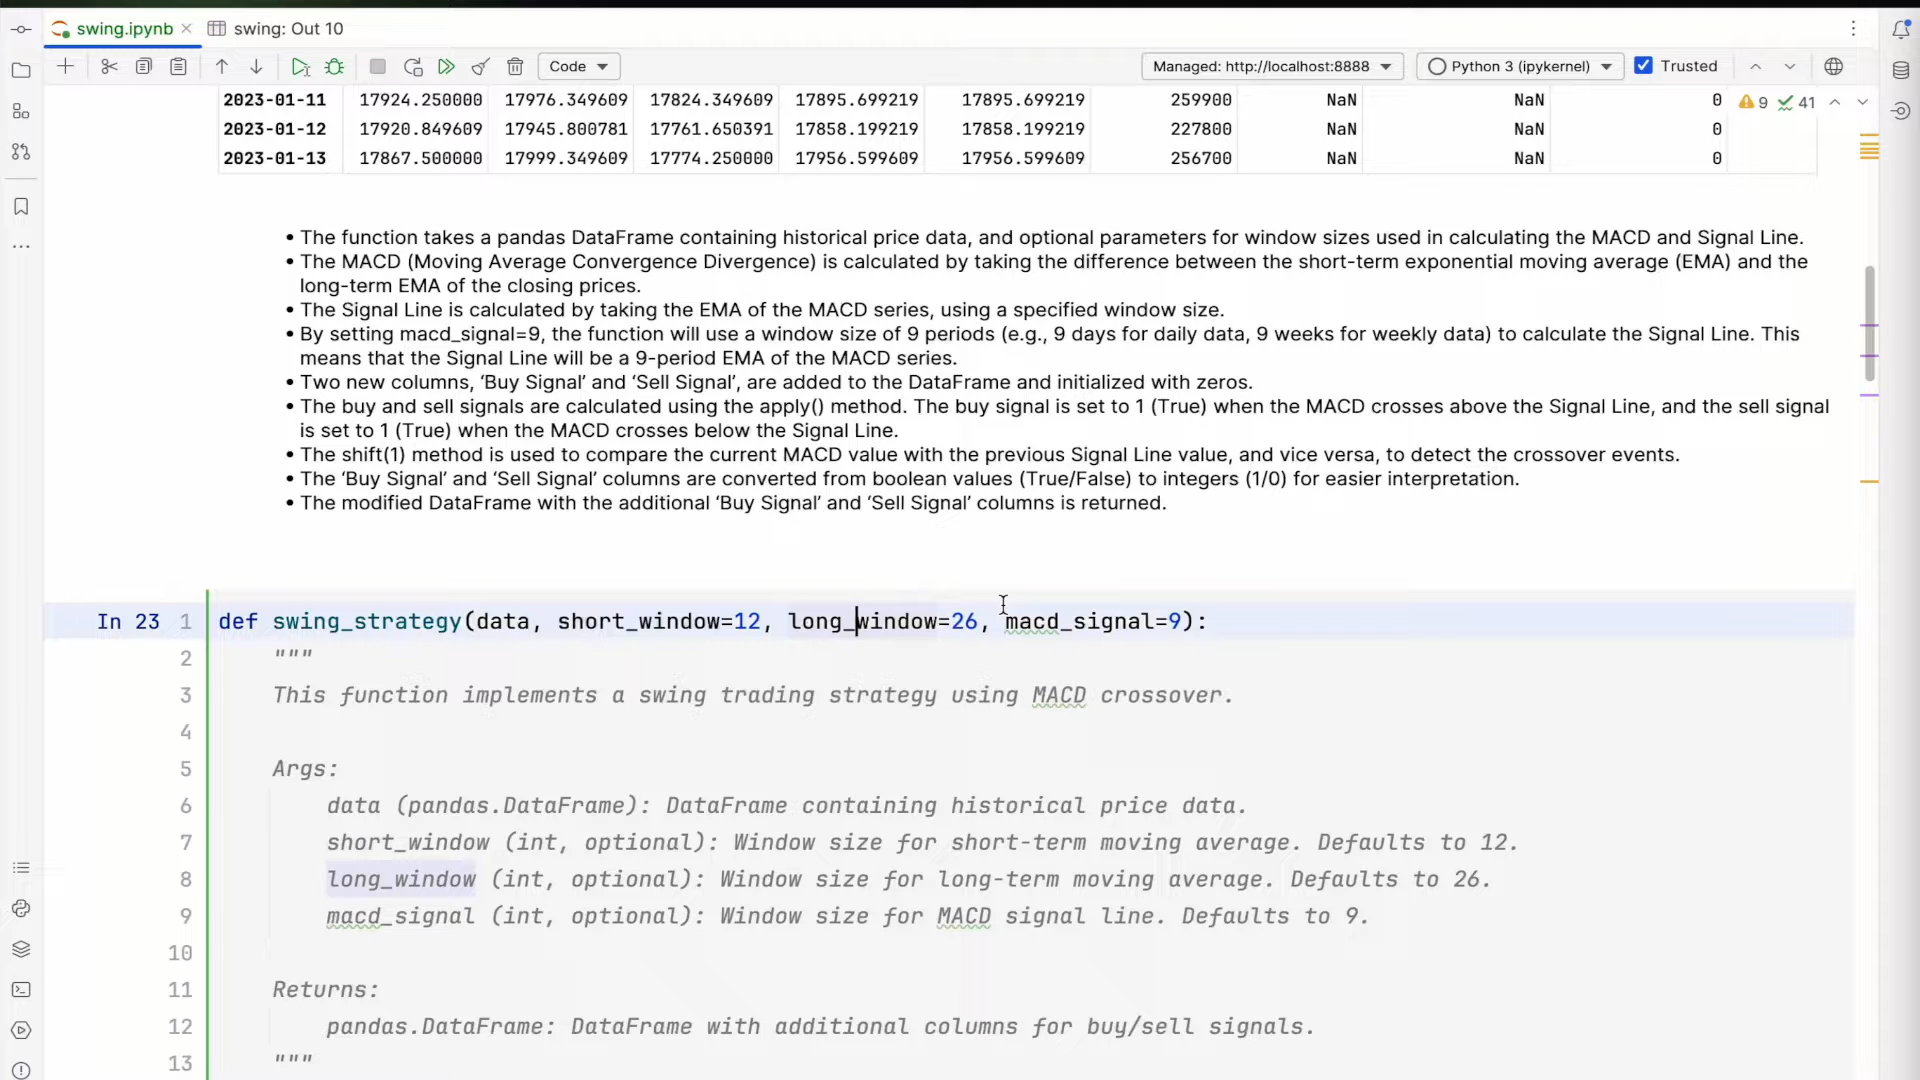 swing.ipynb
swing: Out 10
Code
Managed: http://localhost:8888
Python 3 (ipykernel)
Trusted
2023-01-11 17924.250000 17976.349609 17824.349609 17895.699219 17895.699219 259900 NaN NaN 0
9 41
2023-01-12 17920.849609 17945.800781 17761.650391 17858.199219 17858.199219 227800 NaN NaN 0
2023-01-13 17867.500000 17999.349609 17774.250000 17956.599609 17956.599609 256700 NaN NaN 0
• The function takes a pandas DataFrame containing historical price data, and optional parameters for window sizes used in calculating the MACD and Signal Line.
• The MACD (Moving Average Convergence Divergence) is calculated by taking the difference between the short-term exponential moving average (EMA) and the
long-term EMA of the closing prices.
• The Signal Line is calculated by taking the EMA of the MACD series, using a specified window size.
• By setting macd_signal=9, the function will use a window size of 9 periods (e.g., 9 days for daily data, 9 weeks for weekly data) to calculate the Signal Line. This
means that the Signal Line will be a 9-period EMA of the MACD series.
• Two new columns, ‘Buy Signal’ and ‘Sell Signal’, are added to the DataFrame and initialized with zeros.
• The buy and sell signals are calculated using the apply() method. The buy signal is set to 1 (True) when the MACD crosses above the Signal Line, and the sell signal
is set to 1 (True) when the MACD crosses below the Signal Line.
• The shift(1) method is used to compare the current MACD value with the previous Signal Line value, and vice versa, to detect the crossover events.
• The ‘Buy Signal’ and ‘Sell Signal’ columns are converted from boolean values (True/False) to integers (1/0) for easier interpretation.
• The modified DataFrame with the additional ‘Buy Signal’ and ‘Sell Signal’ columns is returned.
In 23 1 def swing_strategy(data, short_window=12, long_window=26, macd_signal=9):
2 """
3 This function implements a swing trading strategy using MACD crossover.
4
5 Args:
6 data (pandas.DataFrame): DataFrame containing historical price data.
7 short_window (int, optional): Window size for short-term moving average. Defaults to 12.
8 long_window (int, optional): Window size for long-term moving average. Defaults to 26.
9 macd_signal (int, optional): Window size for MACD signal line. Defaults to 9.
10
11 Returns:
12 pandas.DataFrame: DataFrame with additional columns for buy/sell signals.
13 """